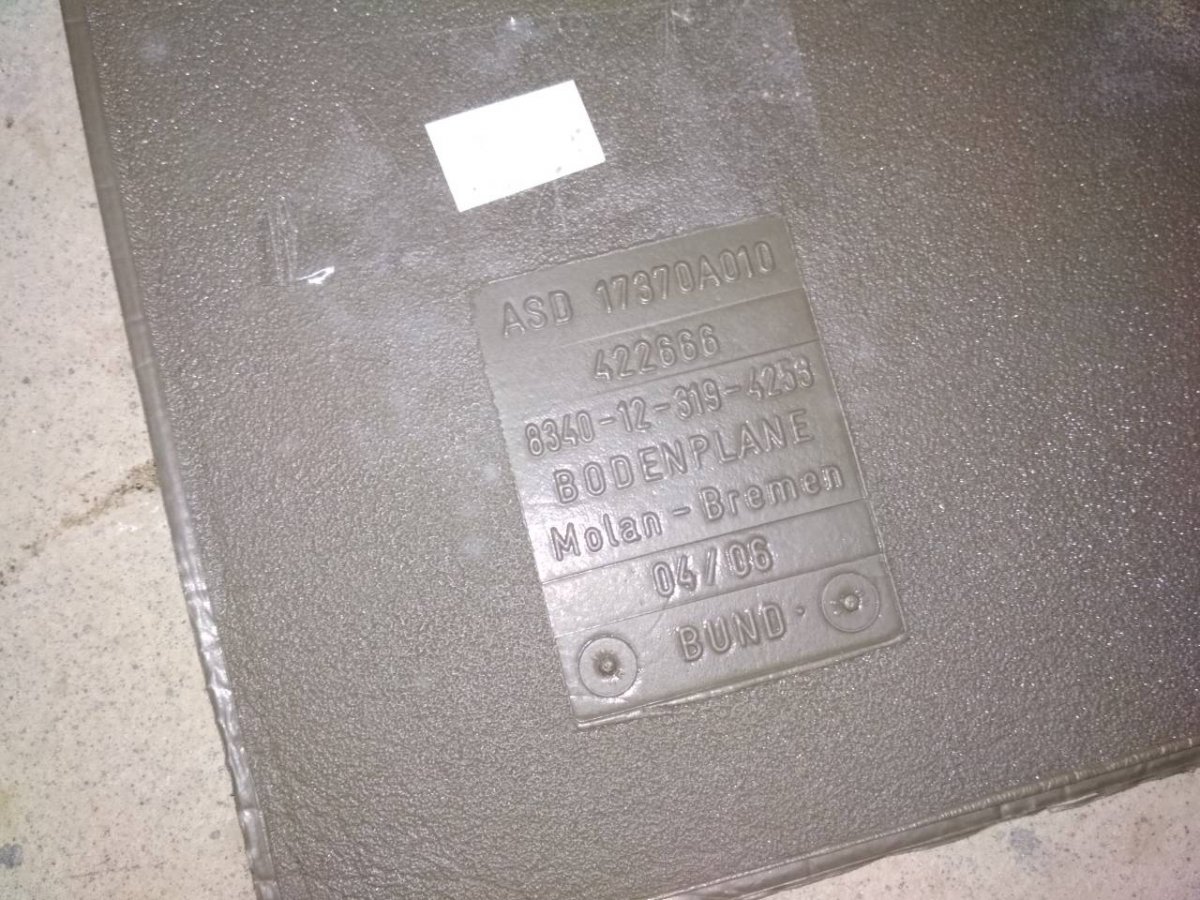 ASD 17370A010
422666
8340-12-319-4253
BODENPLANE
Molan-Bremen
04/06
BUND